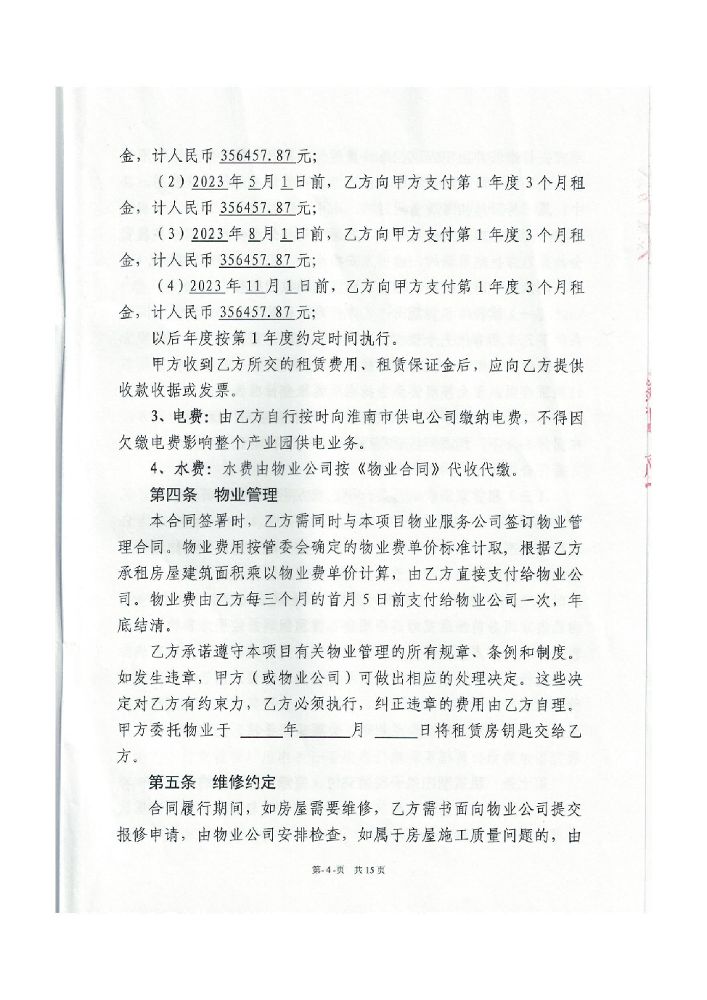 金，计人民币 356457.87 元；
（2）2023 年 5 月 1 日前，乙方向甲方支付第 1 年度 3 个月租
金，计人民币 356457.87 元；
（3）2023 年 8 月 1 日前，乙方向甲方支付第 1 年度 3 个月租
金，计人民币 356457.87 元；
（4）2023 年 11 月 1 日前，乙方向甲方支付第 1 年度 3 个月租
金，计人民币 356457.87 元；
以后年度按第 1 年度约定时间执行。
甲方收到乙方所交的租赁费用、租赁保证金后，应向乙方提供
收款收据或发票。
3、电费：由乙方自行按时向淮南市供电公司缴纳电费，不得因
欠缴电费影响整个产业园供电业务。
4、水费：水费由物业公司按《物业合同》代收代缴。
第四条　物业管理
本合同签署时，乙方需同时与本项目物业服务公司签订物业管
理合同。物业费用按管委会确定的物业费单价标准计取，根据乙方
承租房屋建筑面积乘以物业费单价计算，由乙方直接支付给物业公
司。物业费由乙方每三个月的首月 5 日前支付给物业公司一次，年
底结清。
乙方承诺遵守本项目有关物业管理的所有规章、条例和制度。
如发生违章，甲方（或物业公司）可做出相应的处理决定。这些决
定对乙方有约束力，乙方必须执行，纠正违章的费用由乙方自理。
甲方委托物业于 _____年______月 _____日将租赁房钥匙交给乙
方。
第五条　维修约定
合同履行期间，如房屋需要维修，乙方需书面向物业公司提交
报修申请，由物业公司安排检查，如属于房屋施工质量问题的，由
第-4-页 共15页